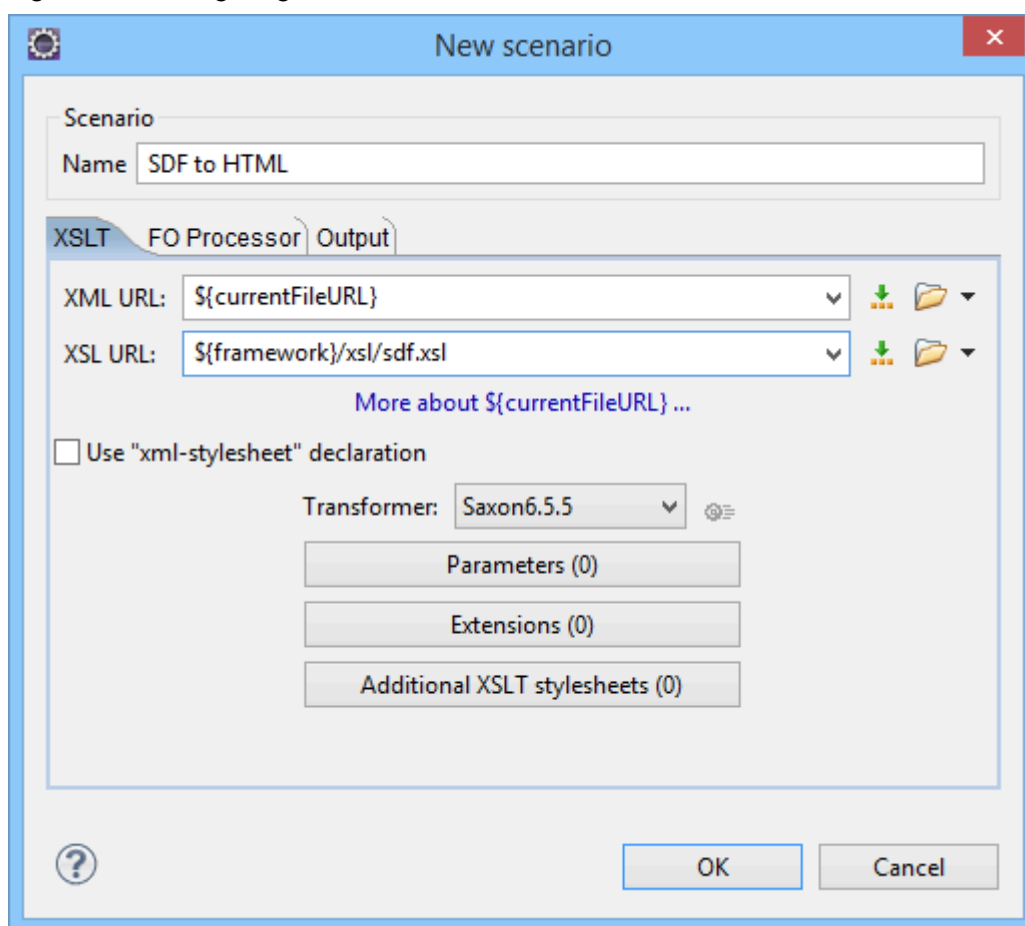 New scenario
Scenario
Name SDF to HTML
XSLT FO Processor Output
XML URL: ${currentFileURL}
XSL URL: ${framework}/xsl/sdf.xsl
More about ${currentFileURL} ...
Use "xml-stylesheet" declaration
Transformer: Saxon6.5.5
Parameters (0)
Extensions (0)
Additional XSLT stylesheets (0)
OK Cancel